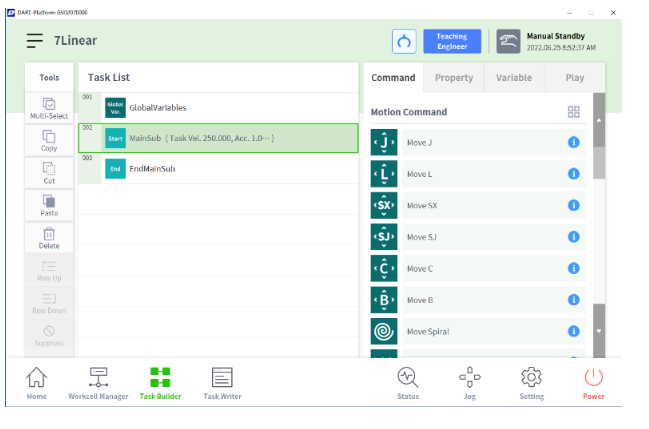 DART-Platform GV02070000
7Linear
Teaching
Engineer
Manual Standby
2022.06.25 8:52:37 AM
Tools
Task List
Command
Property
Variable
Play
Multi-Select
Copy
Cut
Paste
Delete
Row Up
Row Down
Suppress
001
Global
Var.
GlobalVariables
002
Start
MainSub ( Task Vel. 250.000, Acc. 1.0··· )
003
End
EndMainSub
Motion Command
J
Move J
L
Move L
SX
Move SX
SJ
Move SJ
C
Move C
B
Move B
Move Spiral
Home
Workcell Manager
Task Builder
Task Writer
Status
Jog
Setting
Power